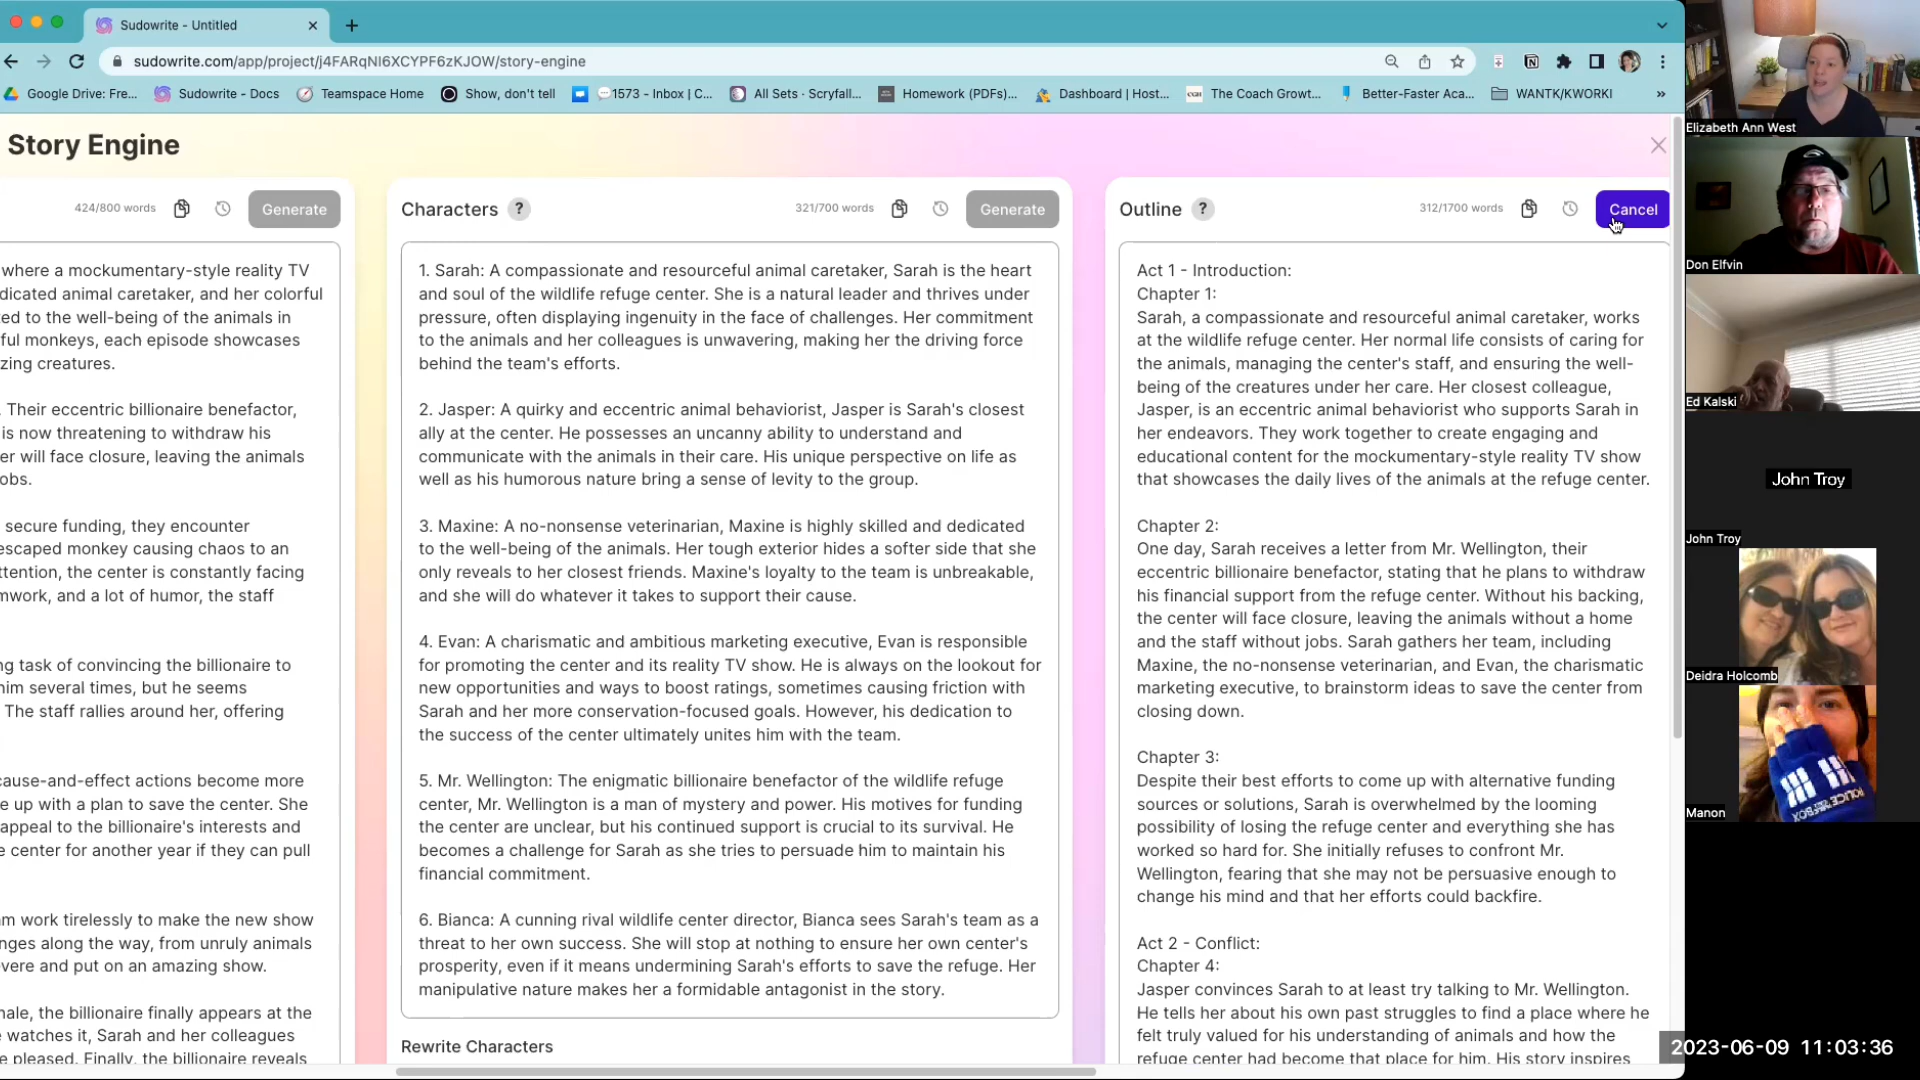 Sudowrite - Untitled
sudowrite.com/app/project/j4FARqNl6XCYPF6zKJOW/story-engine
Google Drive: Fre...
Sudowrite - Docs
Teamspace Home
Show, don't tell
1573 - Inbox | C...
All Sets · Scryfall...
Homework (PDFs)...
Dashboard | Host...
The Coach Growt...
Better-Faster Aca...
WANTK/KWORKI
»
Story Engine
424/800 words
Generate
where a mockumentary-style reality TV
dicated animal caretaker, and her colorful
ed to the well-being of the animals in
ful monkeys, each episode showcases
zing creatures.
Their eccentric billionaire benefactor,
is now threatening to withdraw his
er will face closure, leaving the animals
obs.
secure funding, they encounter
escaped monkey causing chaos to an
ttention, the center is constantly facing
mwork, and a lot of humor, the staff
ng task of convincing the billionaire to
him several times, but he seems
The staff rallies around her, offering
cause-and-effect actions become more
e up with a plan to save the center. She
appeal to the billionaire's interests and
e center for another year if they can pull
am work tirelessly to make the new show
nges along the way, from unruly animals
vere and put on an amazing show.
nale, the billionaire finally appears at the
e watches it, Sarah and her colleagues
e pleased. Finally, the billionaire reveals
Characters ?
321/700 words
Generate
1. Sarah: A compassionate and resourceful animal caretaker, Sarah is the heart
and soul of the wildlife refuge center. She is a natural leader and thrives under
pressure, often displaying ingenuity in the face of challenges. Her commitment
to the animals and her colleagues is unwavering, making her the driving force
behind the team's efforts.
2. Jasper: A quirky and eccentric animal behaviorist, Jasper is Sarah's closest
ally at the center. He possesses an uncanny ability to understand and
communicate with the animals in their care. His unique perspective on life as
well as his humorous nature bring a sense of levity to the group.
3. Maxine: A no-nonsense veterinarian, Maxine is highly skilled and dedicated
to the well-being of the animals. Her tough exterior hides a softer side that she
only reveals to her closest friends. Maxine's loyalty to the team is unbreakable,
and she will do whatever it takes to support their cause.
4. Evan: A charismatic and ambitious marketing executive, Evan is responsible
for promoting the center and its reality TV show. He is always on the lookout for
new opportunities and ways to boost ratings, sometimes causing friction with
Sarah and her more conservation-focused goals. However, his dedication to
the success of the center ultimately unites him with the team.
5. Mr. Wellington: The enigmatic billionaire benefactor of the wildlife refuge
center, Mr. Wellington is a man of mystery and power. His motives for funding
the center are unclear, but his continued support is crucial to its survival. He
becomes a challenge for Sarah as she tries to persuade him to maintain his
financial commitment.
6. Bianca: A cunning rival wildlife center director, Bianca sees Sarah's team as a
threat to her own success. She will stop at nothing to ensure her own center's
prosperity, even if it means undermining Sarah's efforts to save the refuge. Her
manipulative nature makes her a formidable antagonist in the story.
Rewrite Characters
Outline ?
312/1700 words
Cancel
Act 1 - Introduction:
Chapter 1:
Sarah, a compassionate and resourceful animal caretaker, works
at the wildlife refuge center. Her normal life consists of caring for
the animals, managing the center's staff, and ensuring the well-
being of the creatures under her care. Her closest colleague,
Jasper, is an eccentric animal behaviorist who supports Sarah in
her endeavors. They work together to create engaging and
educational content for the mockumentary-style reality TV show
that showcases the daily lives of the animals at the refuge center.
Chapter 2:
One day, Sarah receives a letter from Mr. Wellington, their
eccentric billionaire benefactor, stating that he plans to withdraw
his financial support from the refuge center. Without his backing,
the center will face closure, leaving the animals without a home
and the staff without jobs. Sarah gathers her team, including
Maxine, the no-nonsense veterinarian, and Evan, the charismatic
marketing executive, to brainstorm ideas to save the center from
closing down.
Chapter 3:
Despite their best efforts to come up with alternative funding
sources or solutions, Sarah is overwhelmed by the looming
possibility of losing the refuge center and everything she has
worked so hard for. She initially refuses to confront Mr.
Wellington, fearing that she may not be persuasive enough to
change his mind and that her efforts could backfire.
Act 2 - Conflict:
Chapter 4:
Jasper convinces Sarah to at least try talking to Mr. Wellington.
He tells her about his own past struggles to find a place where he
felt truly valued for his understanding of animals and how the
refuge center had become that place for him. His story inspires
Elizabeth Ann West
Don Elfvin
Ed Kalski
John Troy
John Troy
Deidra Holcomb
POLICE BOX
Manon
2023-06-09 11:03:36